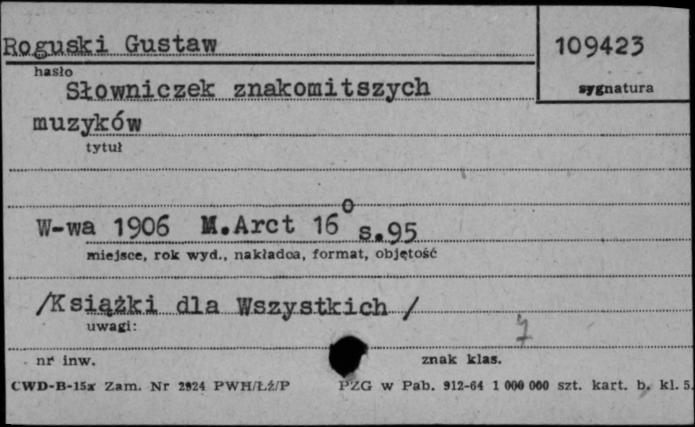 Roguski Gustaw
109423
hasło
sygnatura
Słowniczek znakomitszych
muzyków
tytuł
W-wa 1906 M.Arct 16° s.95
miejsce, rok wyd., nakładca, format, objętość
/Książki dla Wszystkich /
uwagi:
nr inw.
znak klas.
CWD-B-15a Zam. Nr 2924 PWH/Łź/P PZG w Pab. 912-64 1 000 000 szt. kart. b. kl. 5.